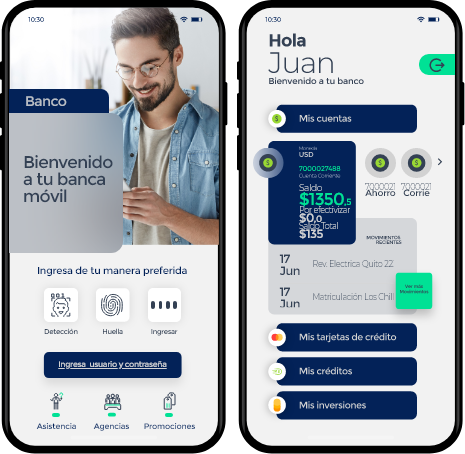 10:30
Banco
Bienvenido
a tu banca
móvil
Ingresa de tu manera preferida
Detección
Huella
Ingresar
Ingresa usuario y contraseña
Asistencia
Agencias
Promociones
10:30
Hola
Juan
Bienvenido a tu banco
Mis cuentas
Moneda
USD
7000027488
Cuenta Corriente
Saldo
$1350.5
Por efectivizar
$0.0
Saldo Total
$135
7000021
Ahorro
7000021
Corrie
MOVIMIENTOS
RECIENTES
17
Jun
Rev. Electrica Quito 22.
17
Jun
Matriculación Los Chill
Ver más
Movimientos
Mis tarjetas de crédito
Mis créditos
Mis inversiones